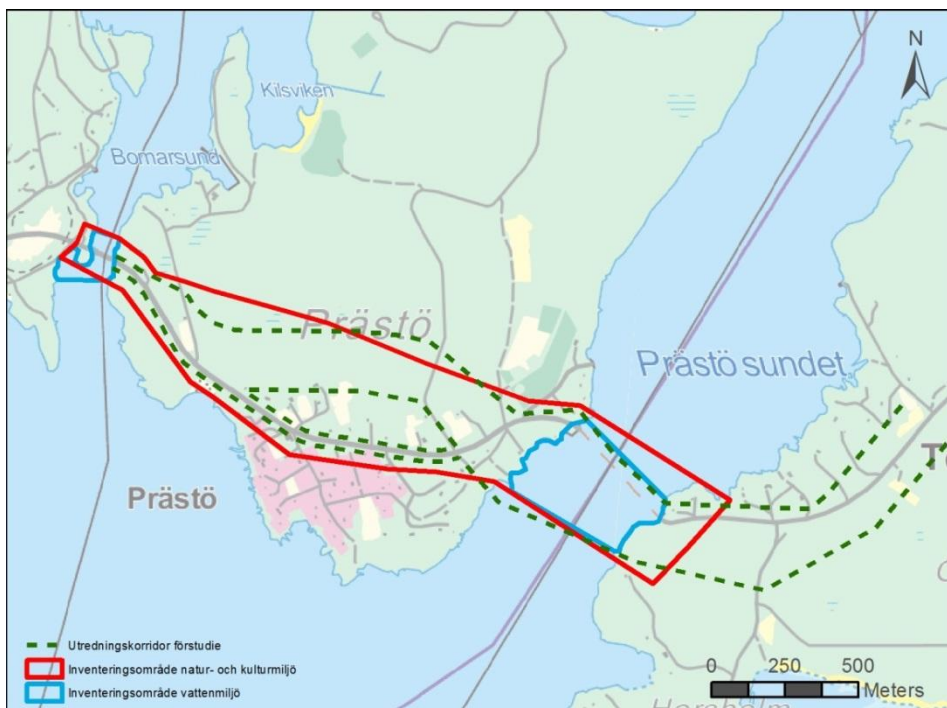 N
Kilsviken
Bomarsund
Prästö
Prästö sundet
T
Prästö
Utredningskorridor förstudie
Inventeringsområde natur- och kulturmiljö
Inventeringsområde vattenmiljö
0 250 500
Meters